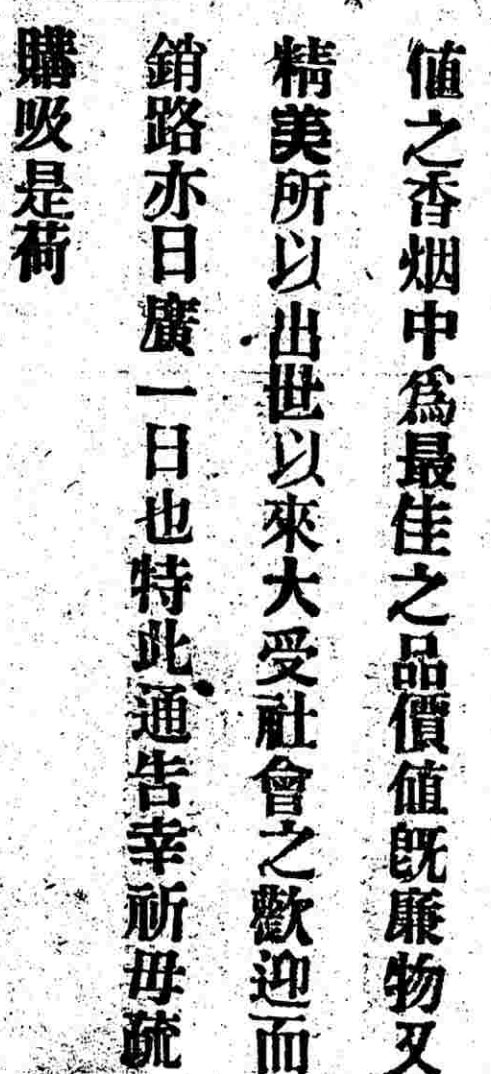 値之香烟中爲最佳之品價値旣廉物又
精美所以出世以來大受社會之歡迎而
銷路亦日廣一日也特此通告幸祈毋疏
購吸是荷